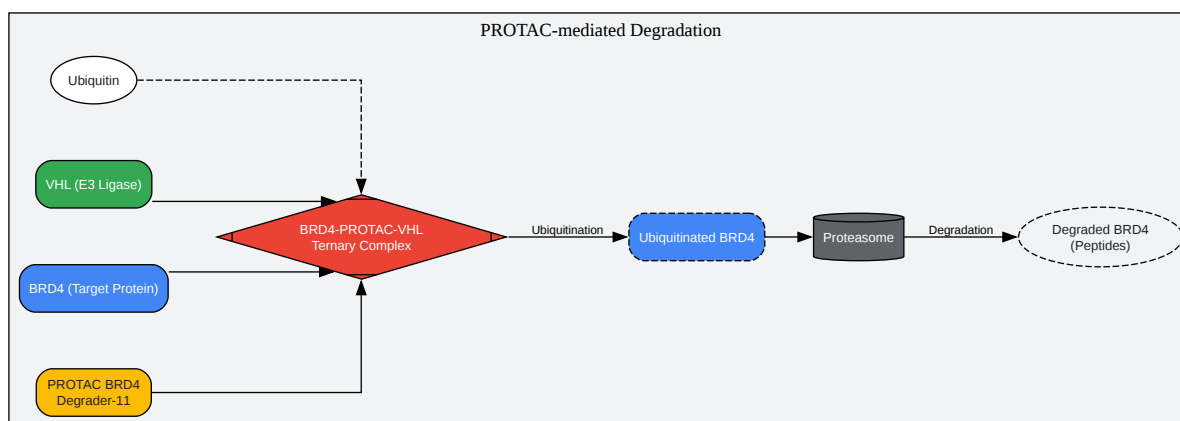 PROTAC-mediated Degradation
Ubiquitin
VHL (E3 Ligase)
BRD4-PROTAC-VHL
Ternary Complex
Ubiquitination
Ubiquitinated BRD4
Proteasome
Degradation
Degraded BRD4
(Peptides)
BRD4 (Target Protein)
PROTAC BRD4
Degrader-11